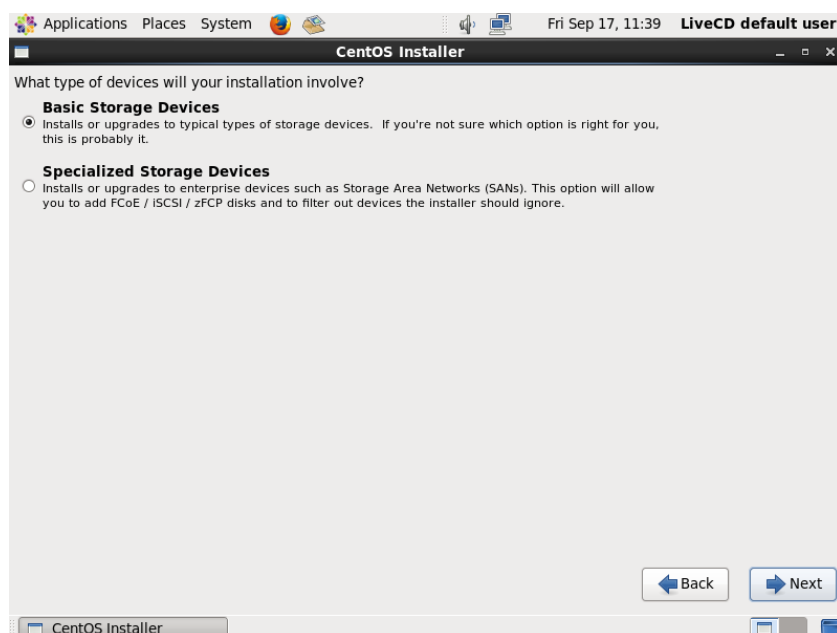 Applications Places System Fri Sep 17, 11:39 LiveCD default user
CentOS Installer
What type of devices will your installation involve?
Basic Storage Devices
Installs or upgrades to typical types of storage devices. If you're not sure which option is right for you,
this is probably it.
Specialized Storage Devices
Installs or upgrades to enterprise devices such as Storage Area Networks (SANs). This option will allow
you to add FCoE / iSCSI / zFCP disks and to filter out devices the installer should ignore.
Back Next
CentOS Installer